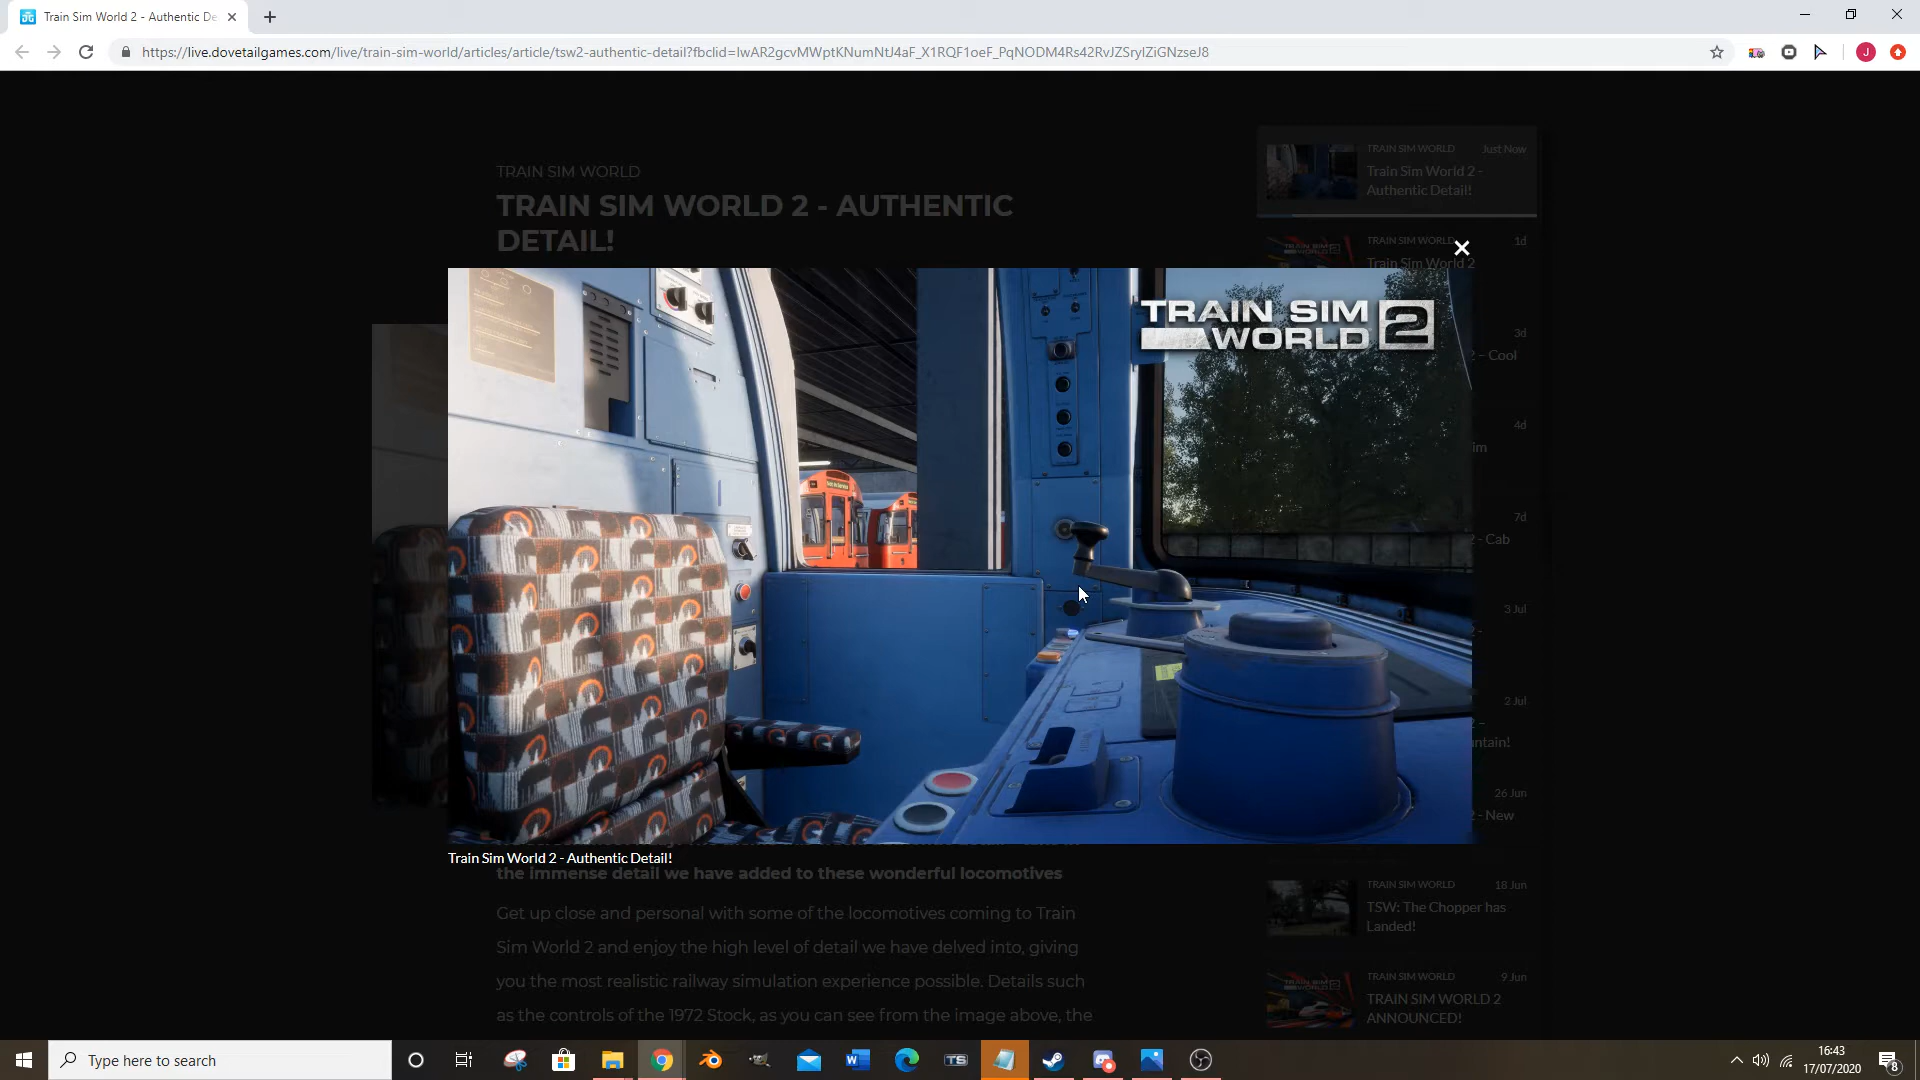 Train Sim World 2 - Authentic De
https://live.dovetailgames.com/live/train-sim-world/articles/article/tsw2-authentic-detail?fbclid=IwAR2gcvMWptKNumNtJ4aF_X1RQF1oeF_PqNODM4Rs42RvJZSrylZiGNzseJ8
J
TRAIN SIM WORLD
TRAIN SIM WORLD 2 - AUTHENTIC
DETAIL!
TRAIN SIM WORLD Just Now
Train Sim World 2 -
Authentic Detail!
TRAIN SIM WORLD 1d
Train Sim World 2
TRAIN SIM
WORLD 2
3d
2 – Cool
4d
im
7d
2 - Cab
3 Jul
2 -
2 Jul
2 –
untain!
26 Jun
2 - New
Train Sim World 2 - Authentic Detail!
the immense detail we have added to these wonderful locomotives
Get up close and personal with some of the locomotives coming to Train
Sim World 2 and enjoy the high level of detail we have delved into, giving
you the most realistic railway simulation experience possible. Details such
as the controls of the 1972 Stock, as you can see from the image above, the
TRAIN SIM WORLD 18 Jun
TSW: The Chopper has
Landed!
TRAIN SIM WORLD 9 Jun
TRAIN SIM WORLD 2
ANNOUNCED!
Type here to search
TS
16:43
17/07/2020
8